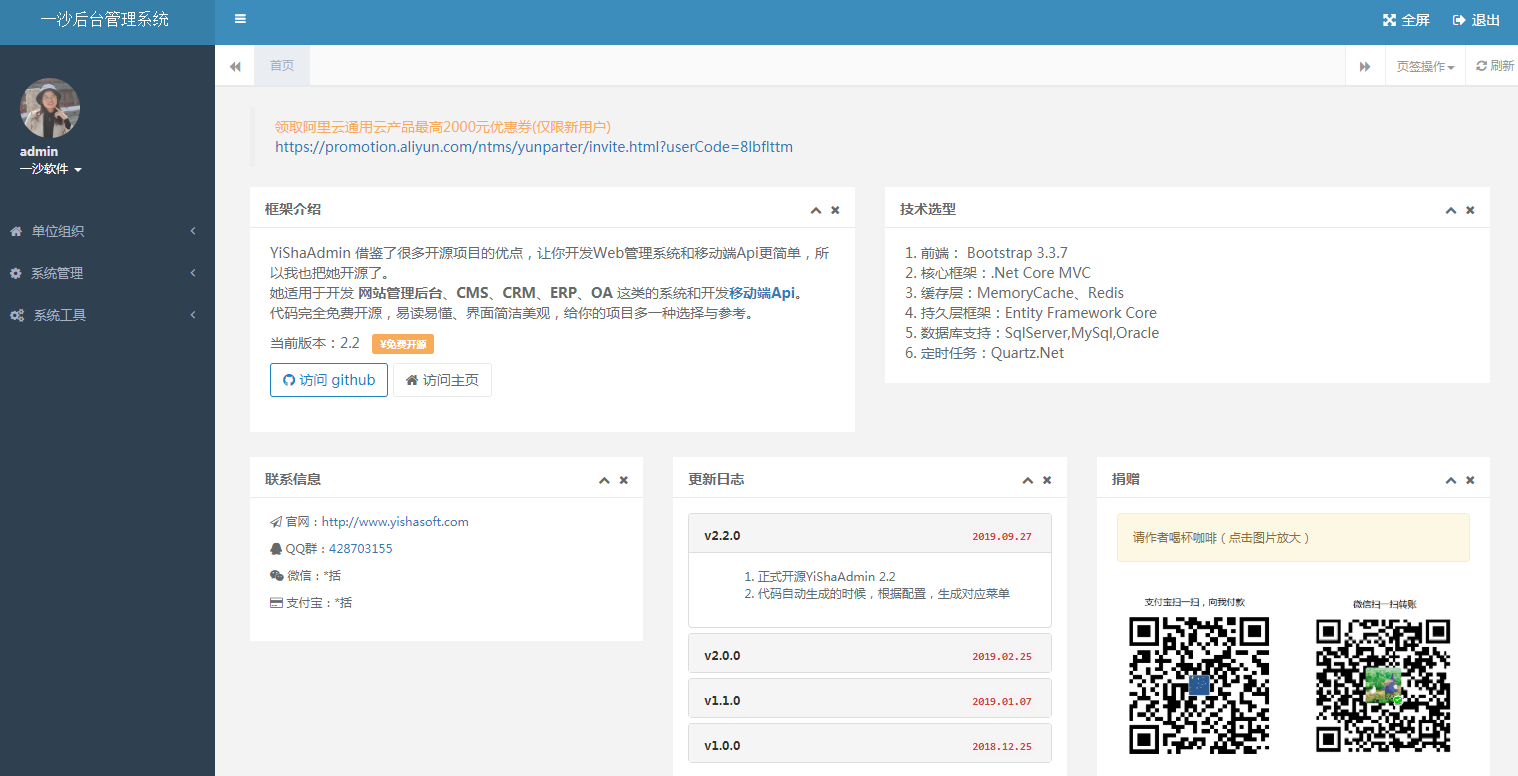 一沙后台管理系统
全屏 退出
首页
页签操作 刷新
admin
一沙软件
单位组织
系统管理
系统工具
领取阿里云通用云产品最高2000元优惠券(仅限新用户)
https://promotion.aliyun.com/ntms/yunparter/invite.html?userCode=8lbflttm
框架介绍
YiShaAdmin 借鉴了很多开源项目的优点，让你开发Web管理系统和移动端Api更简单，所
以我也把她开源了。
她适用于开发 网站管理后台、CMS、CRM、ERP、OA 这类的系统和开发移动端Api。
代码完全免费开源，易读易懂、界面简洁美观，给你的项目多一种选择与参考。
当前版本：2.2 ¥免费开源
访问 github 访问主页
技术选型
1. 前端： Bootstrap 3.3.7
2. 核心框架：.Net Core MVC
3. 缓存层：MemoryCache、Redis
4. 持久层框架：Entity Framework Core
5. 数据库支持：SqlServer,MySql,Oracle
6. 定时任务：Quartz.Net
联系信息
官网：http://www.yishasoft.com
QQ群：428703155
微信：*括
支付宝：*括
更新日志
v2.2.0 2019.09.27
1. 正式开源YiShaAdmin 2.2
2. 代码自动生成的时候，根据配置，生成对应菜单
v2.0.0 2019.02.25
v1.1.0 2019.01.07
v1.0.0 2018.12.25
捐赠
请作者喝杯咖啡（点击图片放大）
支付宝扫一扫，向我付款
微信扫一扫转账